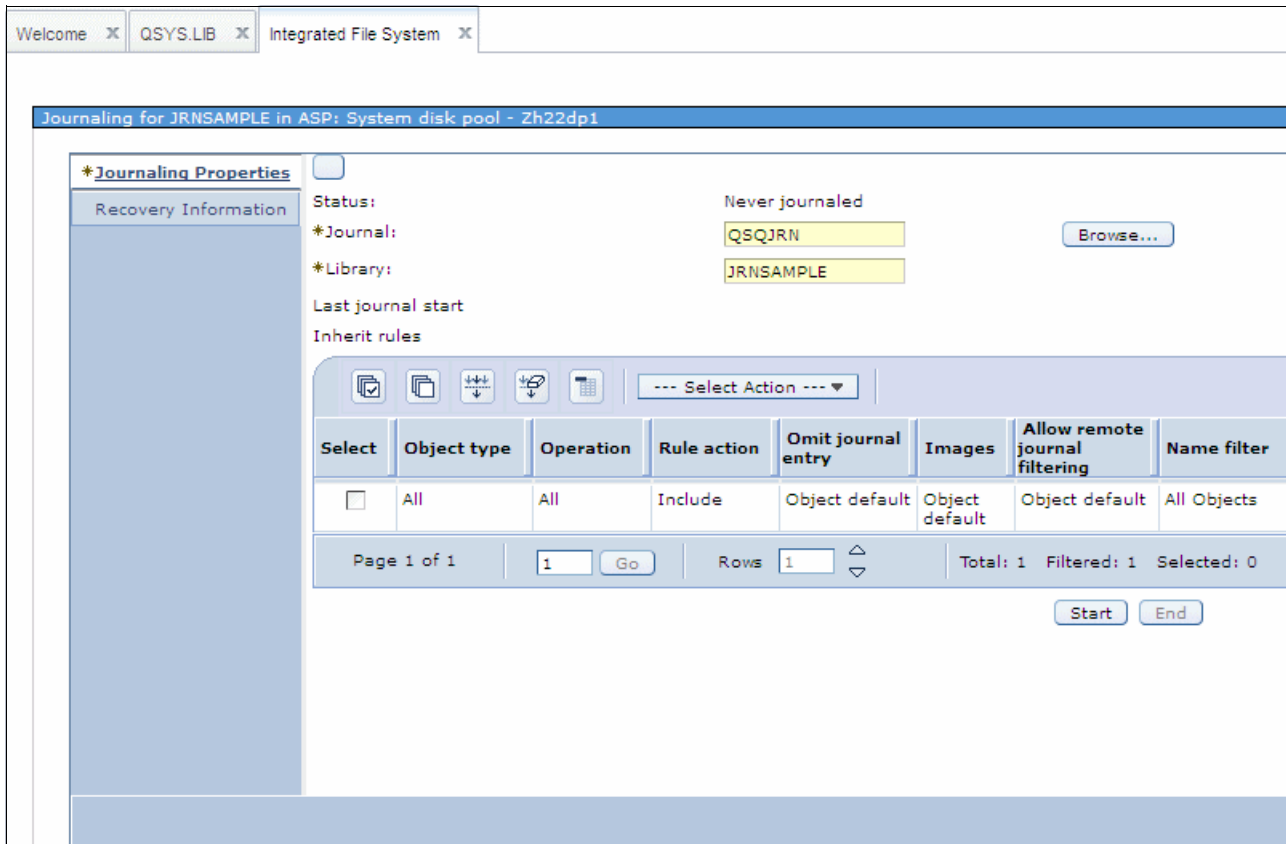 Welcome X QSYS.LIB X Integrated File System X
Journaling for JRNSAMPLE in ASP: System disk pool - Zh22dp1
*Journaling Properties
Recovery Information
Status: Never journaled
*Journal: QSQJRN Browse...
*Library: JRNSAMPLE
Last journal start
Inherit rules
--- Select Action ---
Select Object type Operation Rule action Omit journal entry Images Allow remote journal filtering Name filter
All All Include Object default Object default Object default All Objects
Page 1 of 1 1 Go Rows 1 Total: 1 Filtered: 1 Selected: 0
Start End